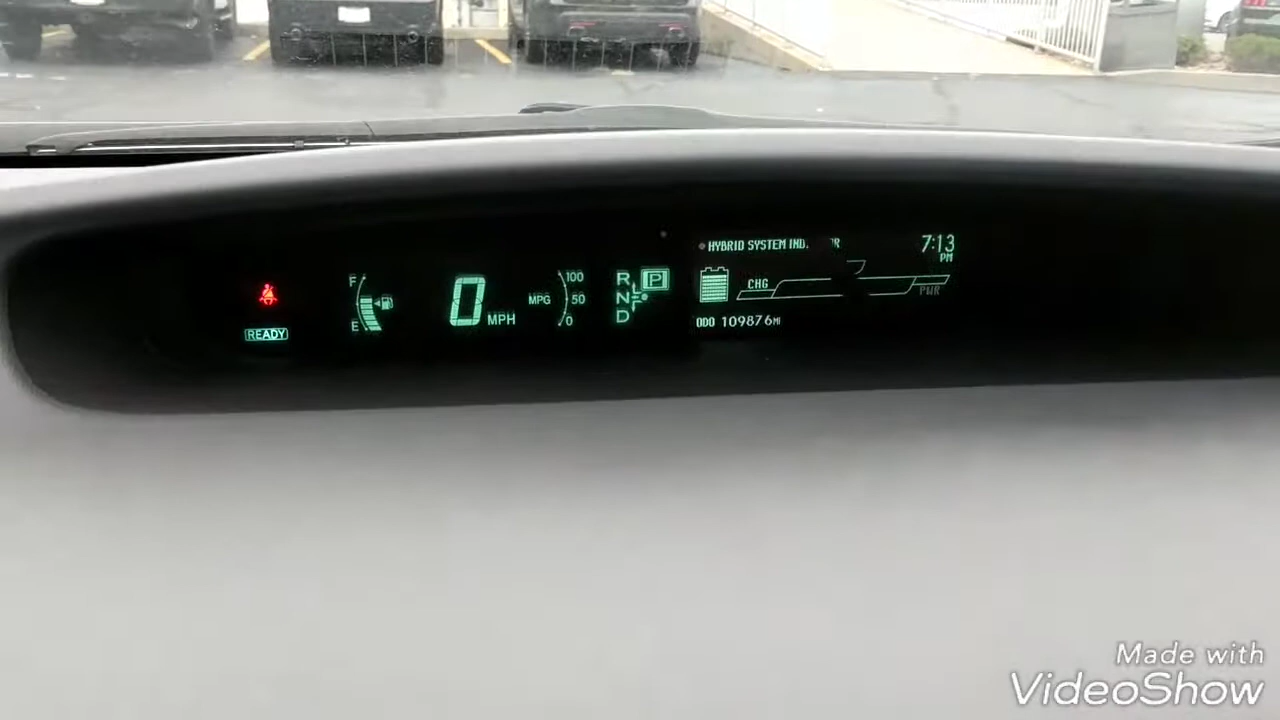 HYBRID SYSTEM IND.
7:13
PM
F
E
READY
0 MPH
MPG
100
50
0
R
N
D
P
CHG
PWR
ODO 109876MI
Made with
VideoShow